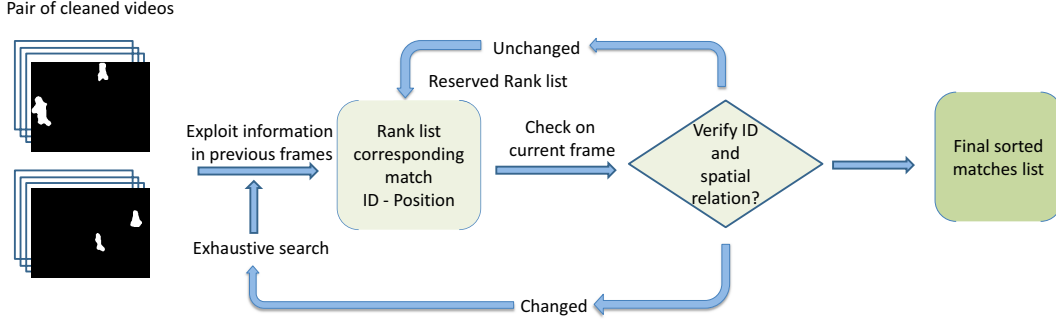 Pair of cleaned videos
Unchanged
Reserved Rank list
Exploit information
in previous frames
Rank list
corresponding
match
ID - Position
Check on
current frame
Verify ID
and
spatial
relation?
Final sorted
matches list
Exhaustive search
Changed